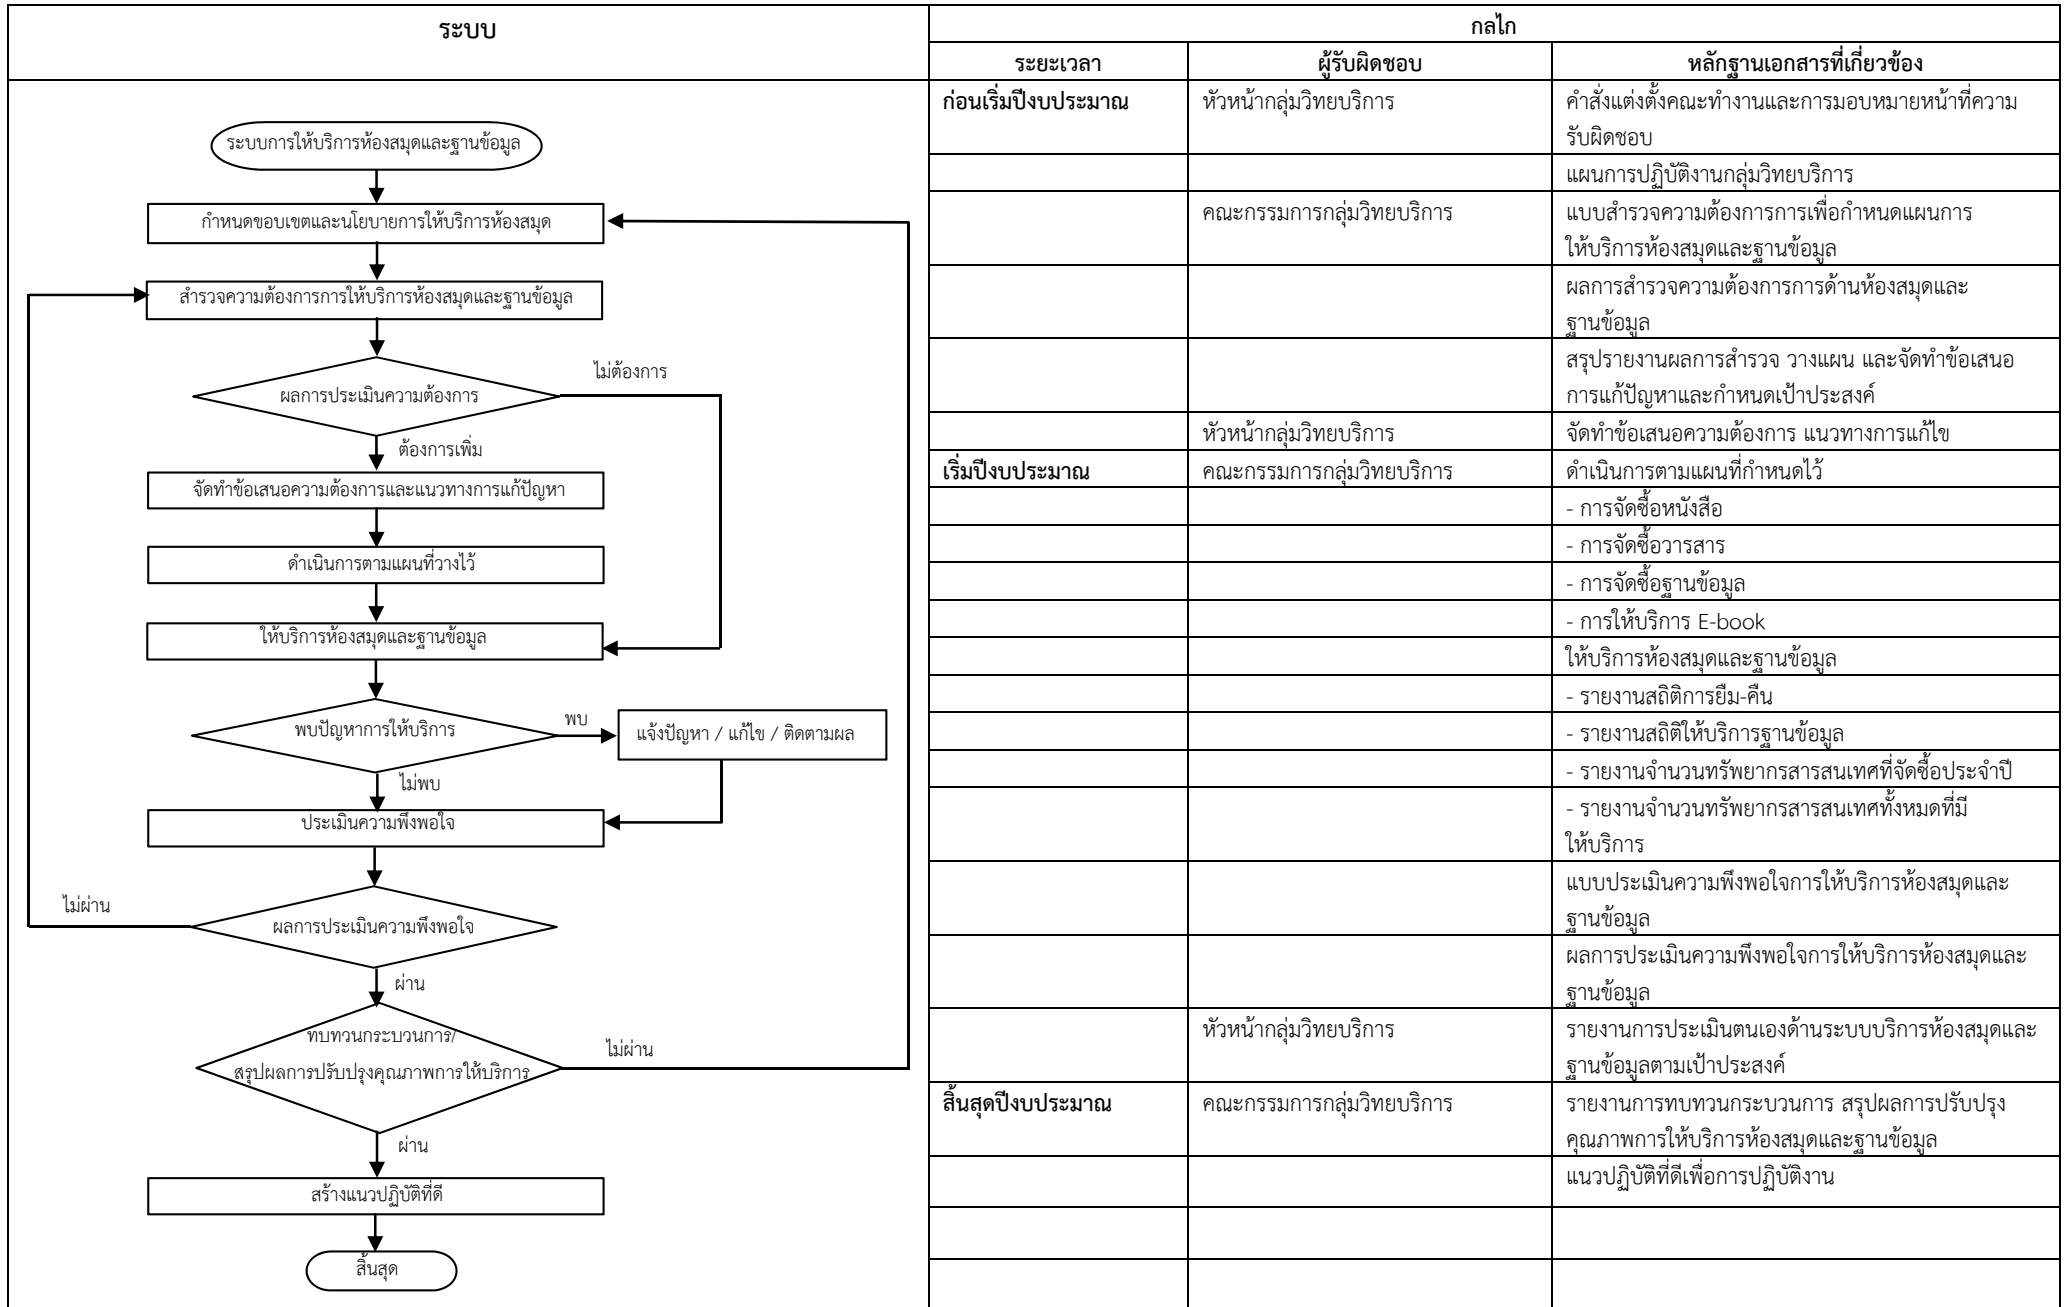 ระบบ
กลไก
ระยะเวลา
ผู้รับผิดชอบ
หลักฐานเอกสารที่เกี่ยวข้อง
ระบบการให้บริการห้องสมุดและฐานข้อมูล
กำหนดขอบเขตและนโยบายการให้บริการห้องสมุด
สำรวจความต้องการการให้บริการห้องสมุดและฐานข้อมูล
ผลการประเมินความต้องการ
ไม่ต้องการ
ต้องการเพิ่ม
จัดทำข้อเสนอความต้องการและแนวทางการแก้ปัญหา
ดำเนินการตามแผนที่วางไว้
ให้บริการห้องสมุดและฐานข้อมูล
พบปัญหาการให้บริการ
พบ
แจ้งปัญหา / แก้ไข / ติดตามผล
ไม่พบ
ประเมินความพึงพอใจ
ไม่ผ่าน
ผลการประเมินความพึงพอใจ
ผ่าน
ทบทวนกระบวนการ/
สรุปผลการปรับปรุงคุณภาพการให้บริการ
ไม่ผ่าน
ผ่าน
สร้างแนวปฏิบัติที่ดี
สิ้นสุด
ก่อนเริ่มปีงบประมาณ
หัวหน้ากลุ่มวิทยบริการ
คำสั่งแต่งตั้งคณะทำงานและการมอบหมายหน้าที่ความ
รับผิดชอบ
แผนการปฏิบัติงานกลุ่มวิทยบริการ
คณะกรรมการกลุ่มวิทยบริการ
แบบสำรวจความต้องการการเพื่อกำหนดแผนการ
ให้บริการห้องสมุดและฐานข้อมูล
ผลการสำรวจความต้องการการด้านห้องสมุดและ
ฐานข้อมูล
สรุปรายงานผลการสำรวจ วางแผน และจัดทำข้อเสนอ
การแก้ปัญหาและกำหนดเป้าประสงค์
หัวหน้ากลุ่มวิทยบริการ
จัดทำข้อเสนอความต้องการ แนวทางการแก้ไข
เริ่มปีงบประมาณ
คณะกรรมการกลุ่มวิทยบริการ
ดำเนินการตามแผนที่กำหนดไว้
- การจัดซื้อหนังสือ
- การจัดซื้อวารสาร
- การจัดซื้อฐานข้อมูล
- การให้บริการ E-book
ให้บริการห้องสมุดและฐานข้อมูล
- รายงานสถิติการยืม-คืน
- รายงานสถิติให้บริการฐานข้อมูล
- รายงานจำนวนทรัพยากรสารสนเทศที่จัดซื้อประจำปี
- รายงานจำนวนทรัพยากรสารสนเทศทั้งหมดที่มี
ให้บริการ
แบบประเมินความพึงพอใจการให้บริการห้องสมุดและ
ฐานข้อมูล
ผลการประเมินความพึงพอใจการให้บริการห้องสมุดและ
ฐานข้อมูล
หัวหน้ากลุ่มวิทยบริการ
รายงานการประเมินตนเองด้านระบบบริการห้องสมุดและ
ฐานข้อมูลตามเป้าประสงค์
สิ้นสุดปีงบประมาณ
คณะกรรมการกลุ่มวิทยบริการ
รายงานการทบทวนกระบวนการ สรุปผลการปรับปรุง
คุณภาพการให้บริการห้องสมุดและฐานข้อมูล
แนวปฏิบัติที่ดีเพื่อการปฏิบัติงาน